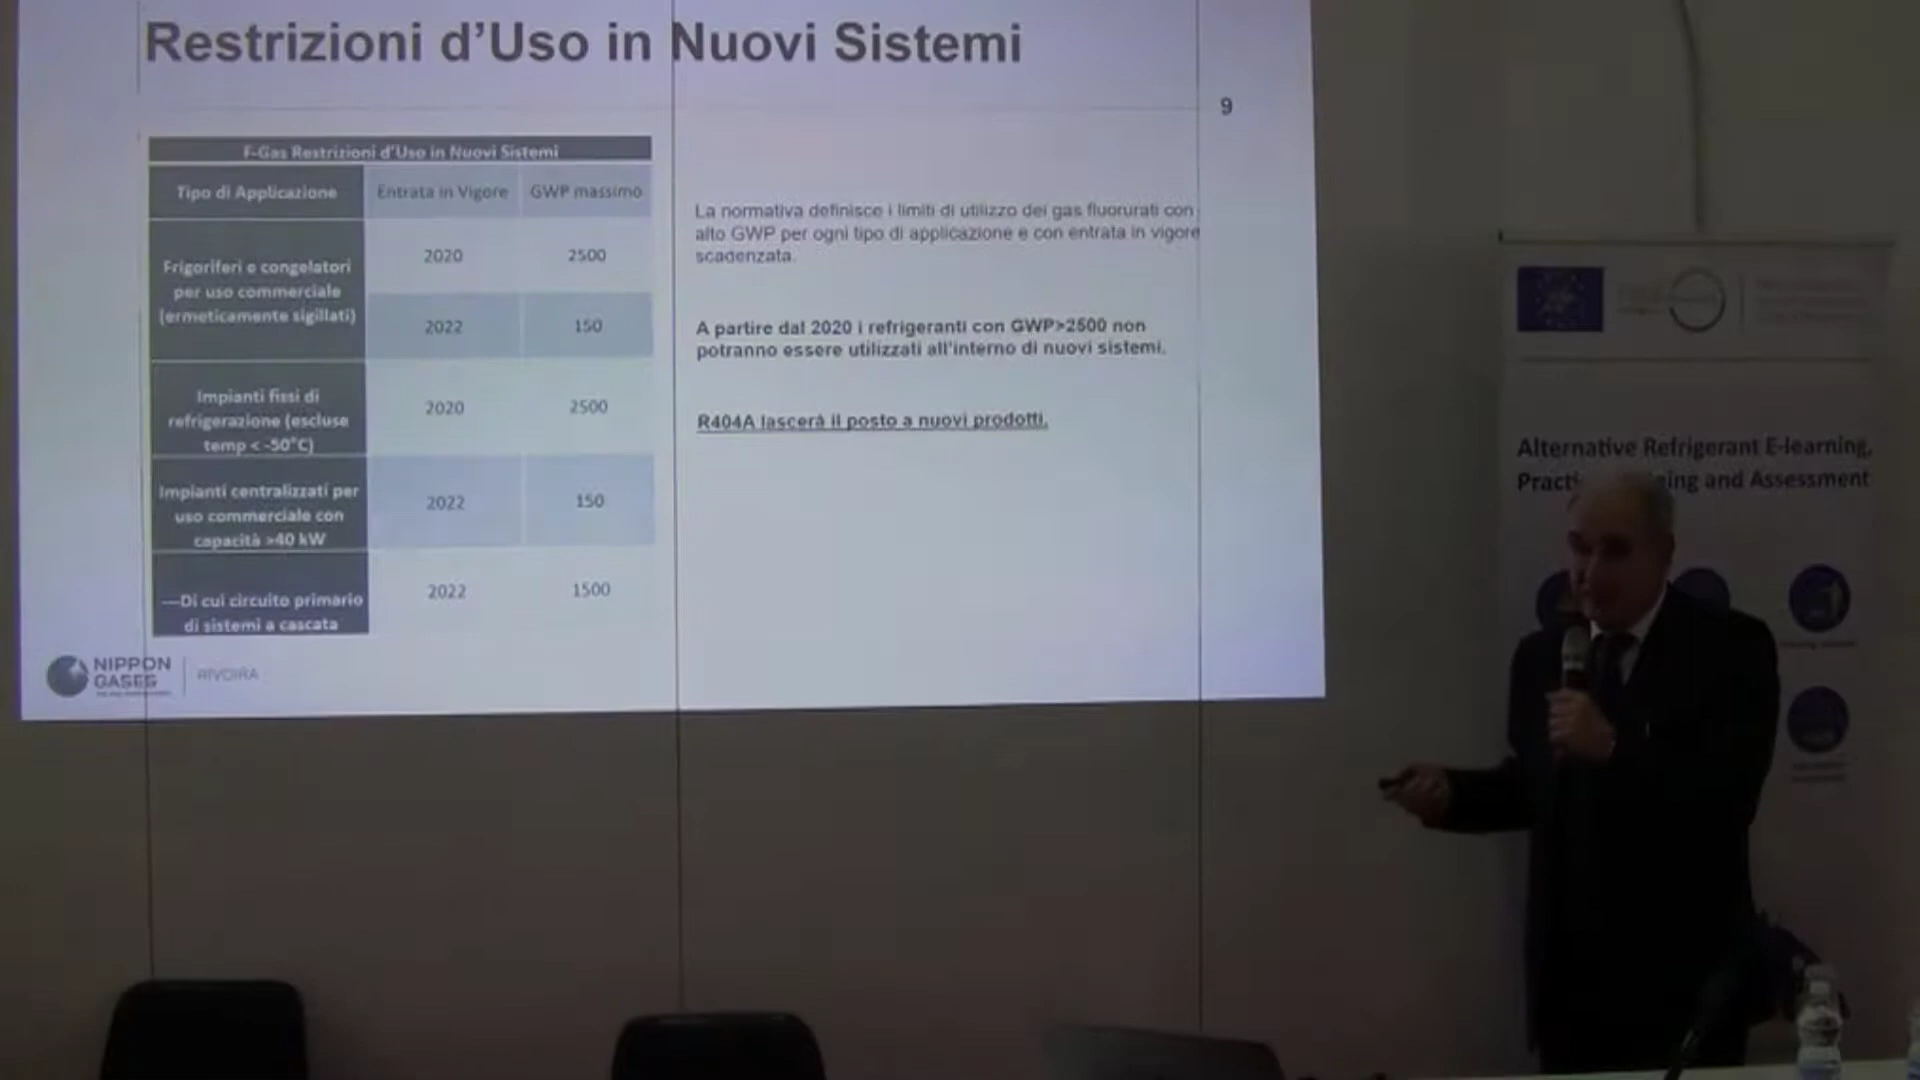 Restrizioni d'Uso in Nuovi Sistemi
9
F-Gas Restrizioni d'Uso in Nuovi Sistemi
Tipo di Applicazione
Entrata in Vigore
GWP massimo
Frigoriferi e congelatori
per uso commerciale
(ermeticamente sigillati)
2020
2500
2022
150
Impianti fissi di
refrigerazione (escluse
temp < -50°C)
2020
2500
Impianti centralizzati per
uso commerciale con
capacità >40 kW
2022
150
—Di cui circuito primario
di sistemi a cascata
2022
1500
La normativa definisce i limiti di utilizzo dei gas fluorurati con
alto GWP per ogni tipo di applicazione e con entrata in vigore
scadenzata.
A partire dal 2020 i refrigeranti con GWP>2500 non
potranno essere utilizzati all'interno di nuovi sistemi.
R404A lascerà il posto a nuovi prodotti.
NIPPON
GASES
RIVOIRA
Alternative Refrigerant E-learning,
and Assessment